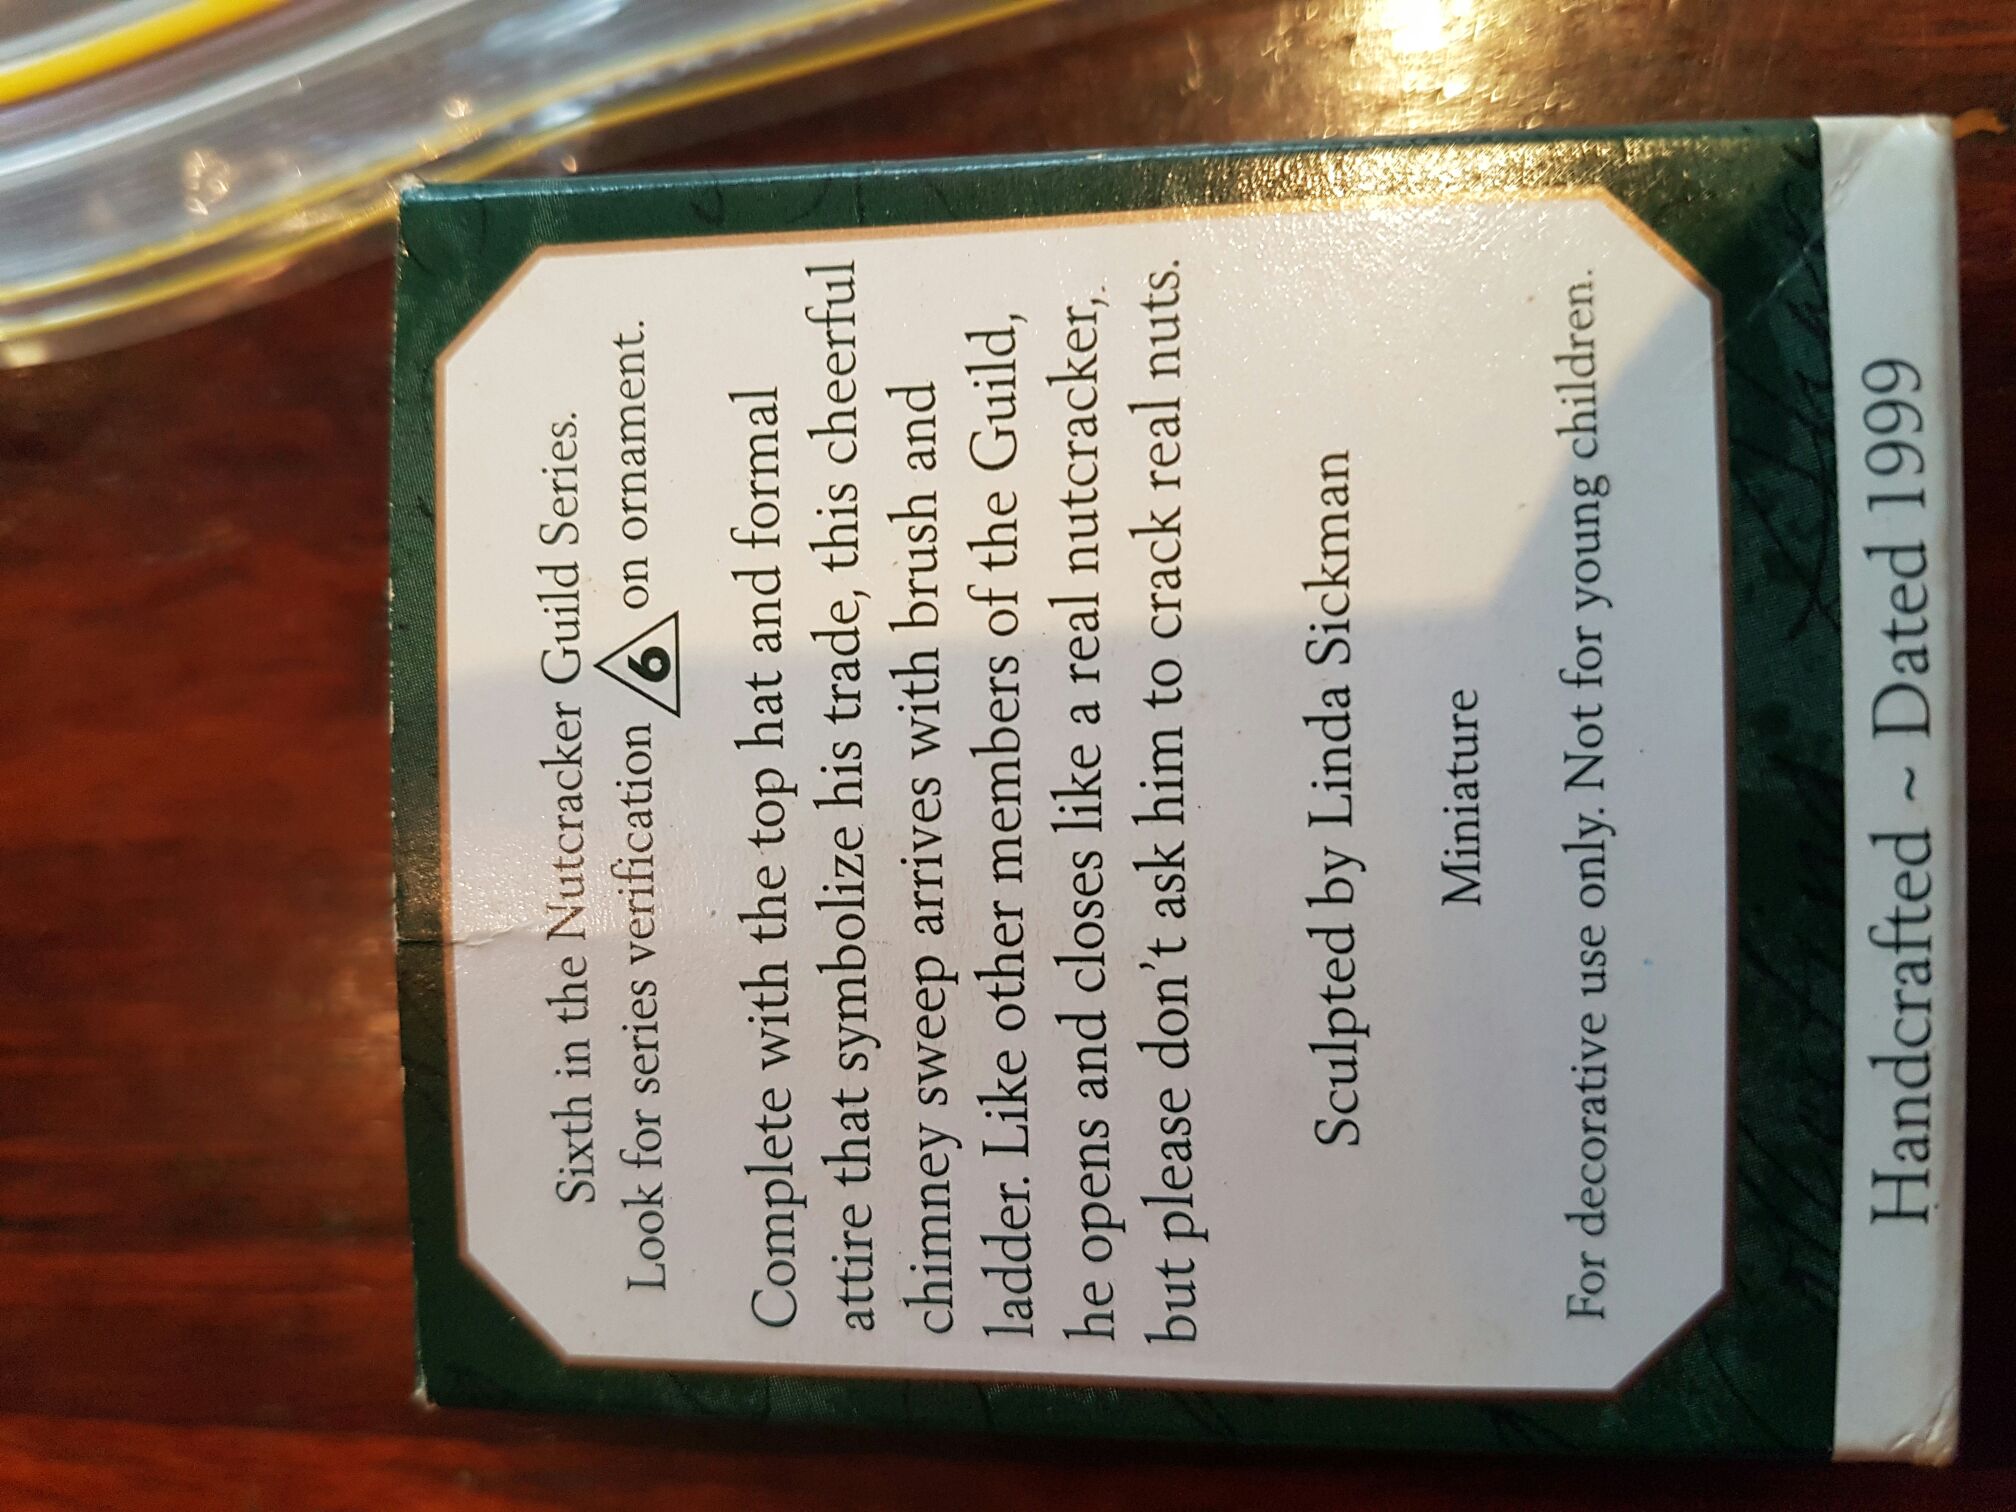 Sixth in the Nutcracker Guild Series.
Look for series verification 6 on ornament.
Complete with the top hat and formal
attire that symbolize his trade, this cheerful
chimney sweep arrives with brush and
ladder. Like other members of the Guild,
he opens and closes like a real nutcracker,
but please don't ask him to crack real nuts.
Sculpted by Linda Sickman
Miniature
For decorative use only. Not for young children.
Handcrafted ~ Dated 1999